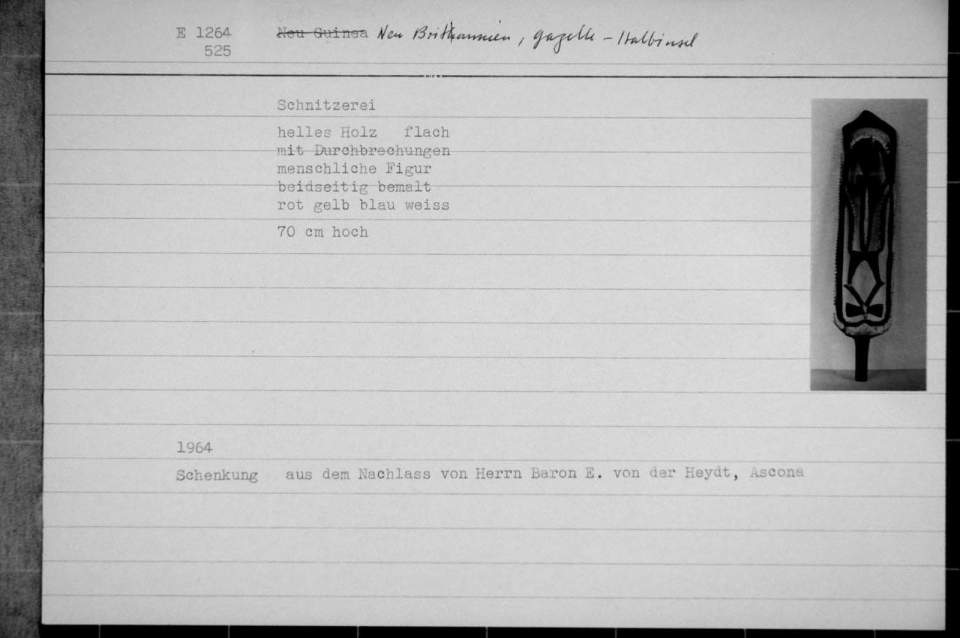 E 1264 Neu Guinea Neu Brithannien, Gazelle-Halbinsel
525
Schnitzerei
helles Holz flach
mit Durchbrechungen
menschliche Figur
beidseitig bemalt
rot gelb blau weiss
70 cm hoch
1964
Schenkung aus dem Nachlass von Herrn Baron E. von der Heydt, Ascona